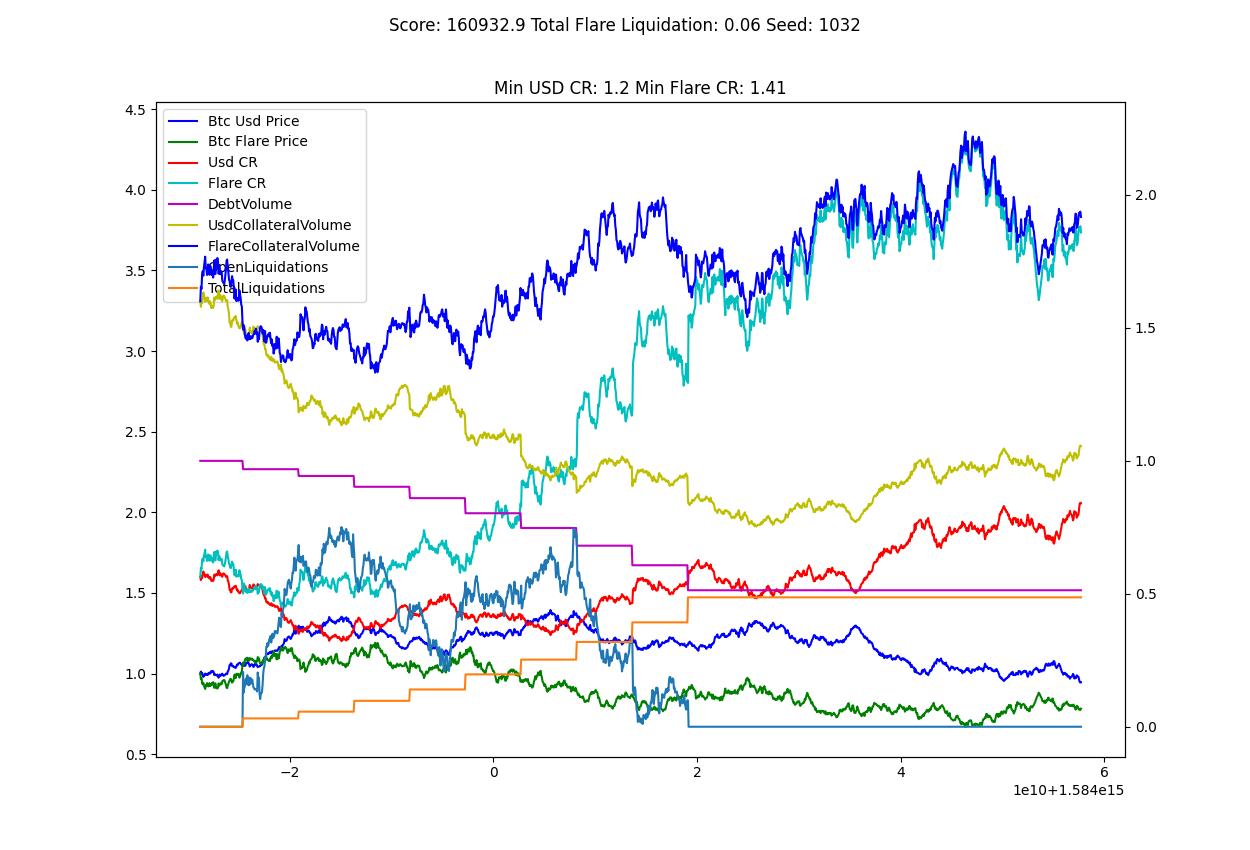 Score: 160932.9 Total Flare Liquidation: 0.06 Seed: 1032
Min USD CR: 1.2 Min Flare CR: 1.41
4.5
4.0
3.5
3.0
2.5
2.0
1.5
1.0
0.5
Btc Usd Price
Btc Flare Price
Usd CR
Flare CR
DebtVolume
UsdCollateralVolume
FlareCollateralVolume
OpenLiquidations
TotalLiquidations
2.0
1.5
1.0
0.5
0.0
−2 0 2 4 6
1e10+1.584e15